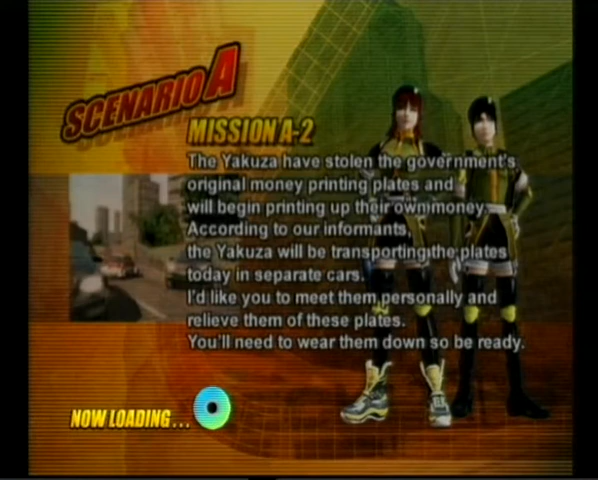 SCENARIO A
MISSION A-2
The Yakuza have stolen the government's
original money printing plates and
will begin printing up their own money.
According to our informants,
the Yakuza will be transporting the plates
today in separate cars.
I'd like you to meet them personally and
relieve them of these plates.
You'll need to wear them down so be ready.
NOW LOADING...